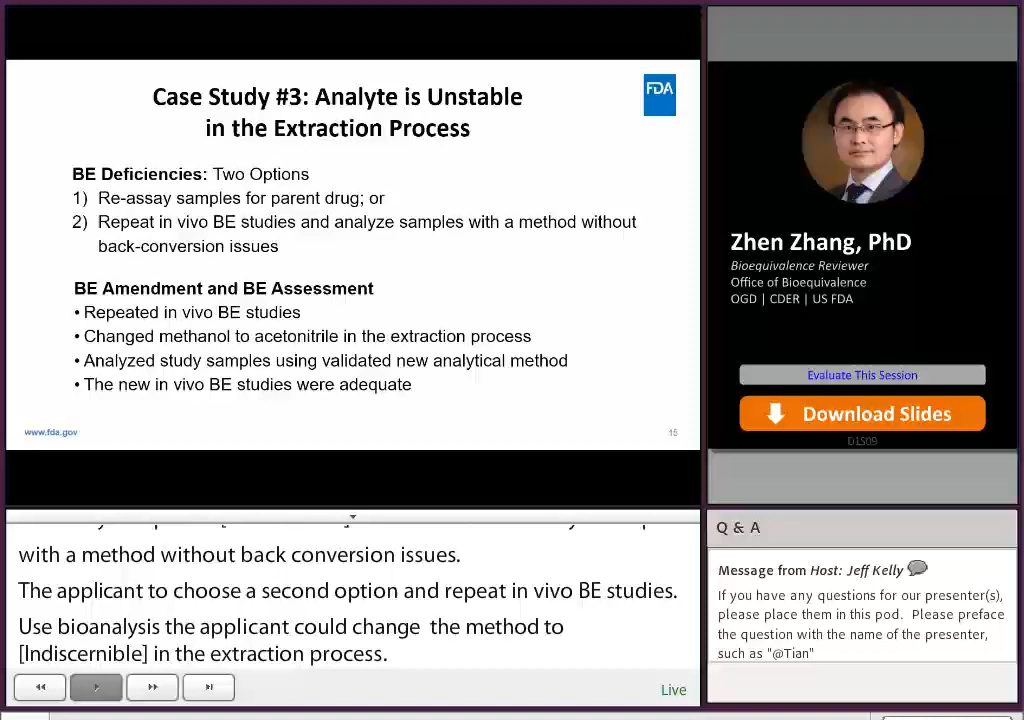 Case Study #3: Analyte is Unstable
in the Extraction Process
FDA
BE Deficiencies: Two Options
1) Re-assay samples for parent drug; or
2) Repeat in vivo BE studies and analyze samples with a method without
back-conversion issues
BE Amendment and BE Assessment
• Repeated in vivo BE studies
• Changed methanol to acetonitrile in the extraction process
• Analyzed study samples using validated new analytical method
• The new in vivo BE studies were adequate
www.fda.gov
15
Zhen Zhang, PhD
Bioequivalence Reviewer
Office of Bioequivalence
OGD | CDER | US FDA
Evaluate This Session
Download Slides
D1S09
with a method without back conversion issues.
The applicant to choose a second option and repeat in vivo BE studies.
Use bioanalysis the applicant could change the method to
[Indiscernible] in the extraction process.
Live
Q & A
Message from Host: Jeff Kelly
If you have any questions for our presenter(s),
please place them in this pod. Please preface
the question with the name of the presenter,
such as "@Tian"